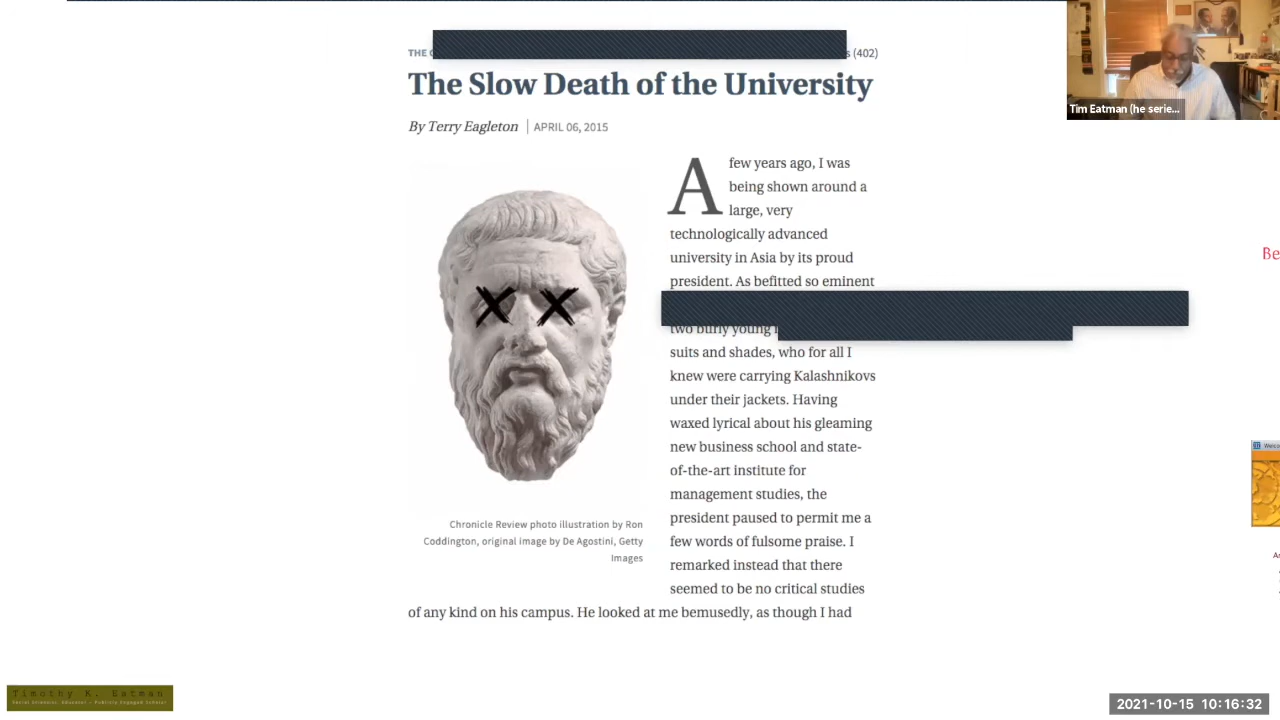 THE
s (402)
The Slow Death of the University
By Terry Eagleton | APRIL 06, 2015
A few years ago, I was
being shown around a
large, very
technologically advanced
university in Asia by its proud
president. As befitted so eminent
two burly young
suits and shades, who for all I
knew were carrying Kalashnikovs
under their jackets. Having
waxed lyrical about his gleaming
new business school and state-
of-the-art institute for
management studies, the
president paused to permit me a
few words of fulsome praise. I
remarked instead that there
seemed to be no critical studies
of any kind on his campus. He looked at me bemusedly, as though I had
Chronicle Review photo illustration by Ron
Coddington, original image by De Agostini, Getty
Images
Tim Eatman (he serie...
Be
Welco
Timothy K. Eatman
2021-10-15 10:16:32